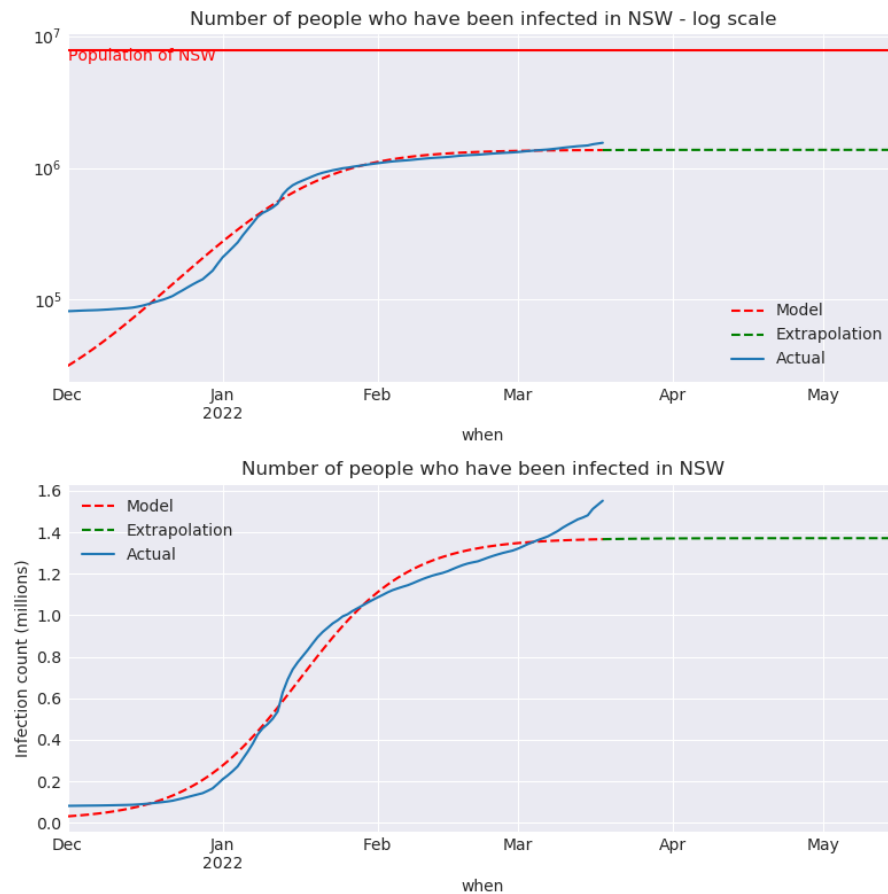 Number of people who have been infected in NSW - log scale
10^7
Population of NSW
10^6
10^5
Model
Extrapolation
Actual
Dec Jan Feb Mar Apr May
2022
when
Number of people who have been infected in NSW
1.6
Model
Extrapolation
1.4
Actual
1.2
1.0
0.8
0.6
0.4
0.2
0.0
Infection count (millions)
Dec Jan Feb Mar Apr May
2022
when